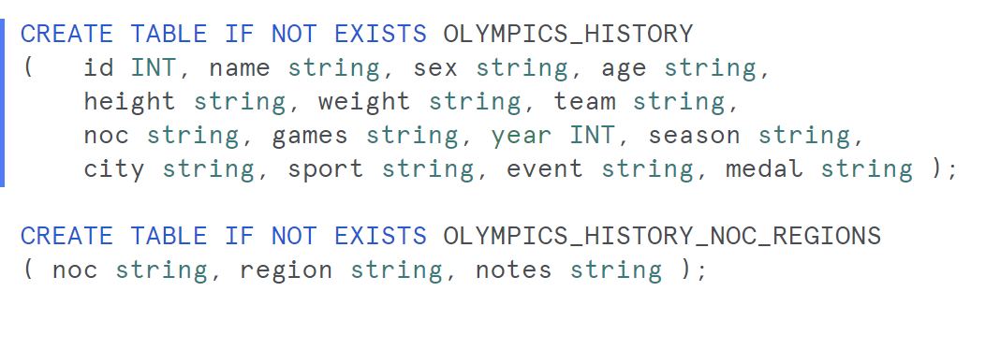 CREATE TABLE IF NOT EXISTS OLYMPICS_HISTORY
(   id INT, name string, sex string, age string,
    height string, weight string, team string,
    noc string, games string, year INT, season string,
    city string, sport string, event string, medal string );
CREATE TABLE IF NOT EXISTS OLYMPICS_HISTORY_NOC_REGIONS
( noc string, region string, notes string );